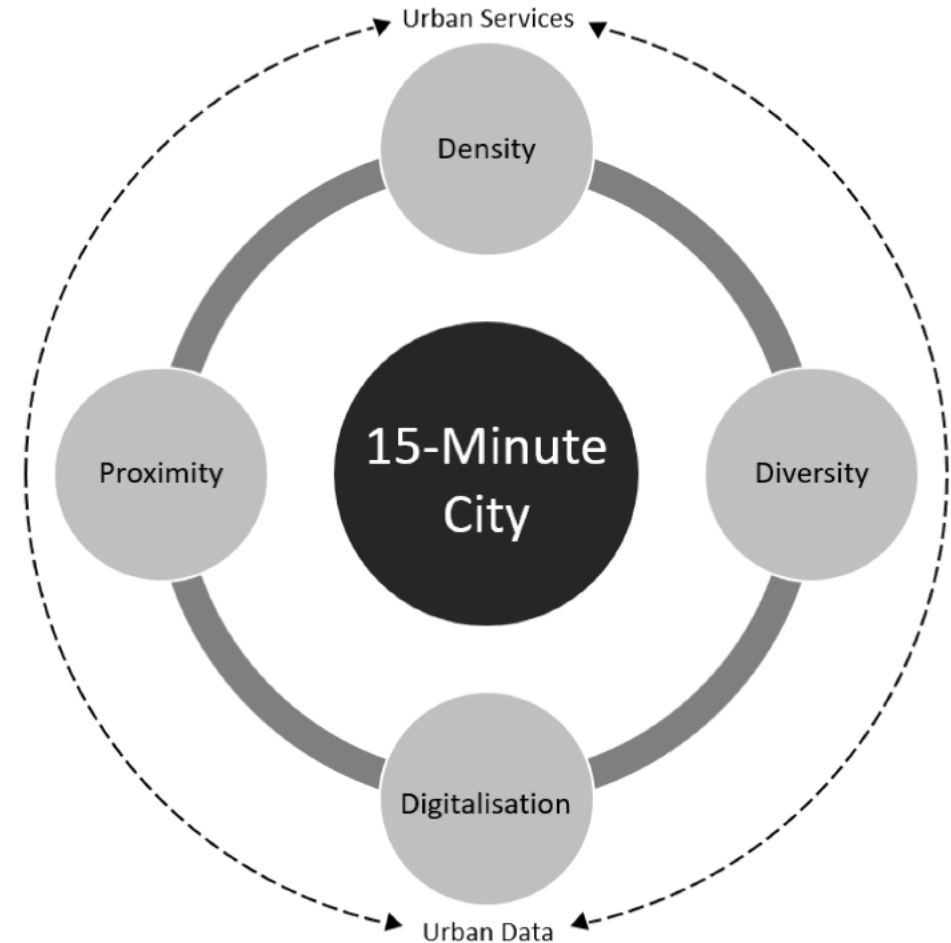 Urban Services
Density
Proximity
15-Minute
City
Diversity
Digitalisation
Urban Data